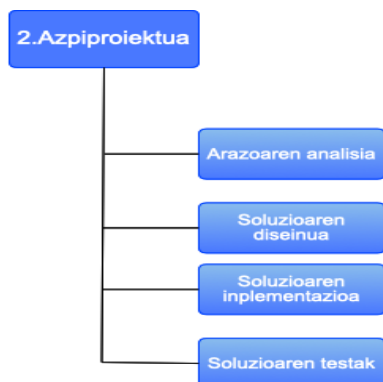 2.Azpiproiektua
Arazoaren analisia
Soluzioaren
diseinua
Soluzioaren
inplementazioa
Soluzioaren testak